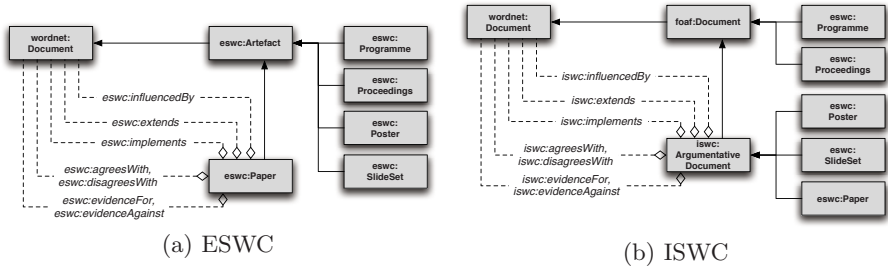 wordnet:
Document
eswc:Artefact
eswc:
Programme
eswc:
Proceedings
eswc:
Poster
eswc:
SlideSet
eswc:influencedBy
eswc:extends
eswc:implements
eswc:agreesWith,
eswc:disagreesWith
eswc:Paper
eswc:evidenceFor,
eswc:evidenceAgainst
(a) ESWC
wordnet:
Document
foaf:Document
eswc:
Programme
eswc:
Proceedings
iswc:influencedBy
iswc:extends
iswc:implements
eswc:
Poster
iswc:agreesWith,
iswc:disagreesWith
iswc:
Argumentative
Document
eswc:
SlideSet
iswc:evidenceFor,
iswc:evidenceAgainst
eswc:Paper
(b) ISWC